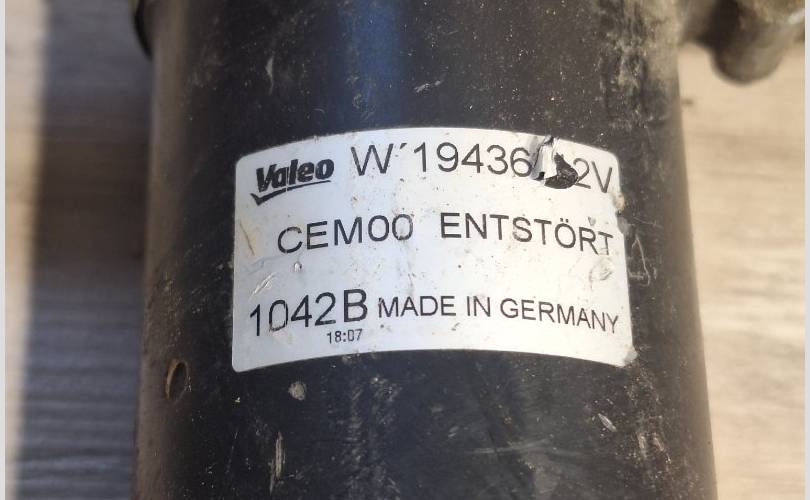 Valeo W'19436 2V
CEM00 ENTSTÖRT
1042B MADE IN GERMANY
18:07